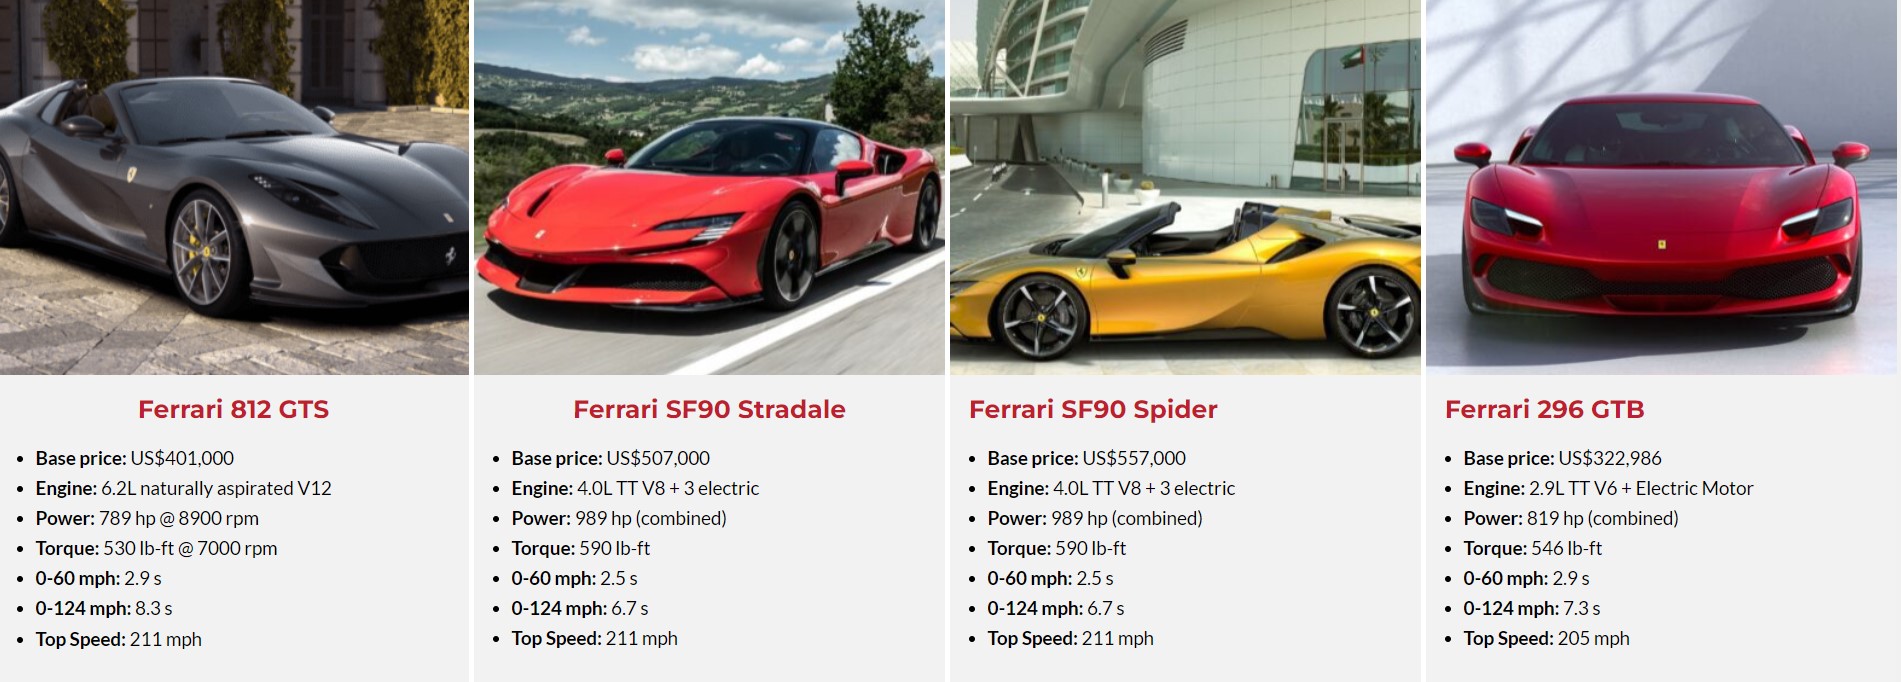 Ferrari 812 GTS
• Base price: US$401,000
• Engine: 6.2L naturally aspirated V12
• Power: 789 hp @ 8900 rpm
• Torque: 530 lb-ft @ 7000 rpm
• 0-60 mph: 2.9 s
• 0-124 mph: 8.3 s
• Top Speed: 211 mph
Ferrari SF90 Stradale
• Base price: US$507,000
• Engine: 4.0L TT V8 + 3 electric
• Power: 989 hp (combined)
• Torque: 590 lb-ft
• 0-60 mph: 2.5 s
• 0-124 mph: 6.7 s
• Top Speed: 211 mph
Ferrari SF90 Spider
• Base price: US$557,000
• Engine: 4.0L TT V8 + 3 electric
• Power: 989 hp (combined)
• Torque: 590 lb-ft
• 0-60 mph: 2.5 s
• 0-124 mph: 6.7 s
• Top Speed: 211 mph
Ferrari 296 GTB
• Base price: US$322,986
• Engine: 2.9L TT V6 + Electric Motor
• Power: 819 hp (combined)
• Torque: 546 lb-ft
• 0-60 mph: 2.9 s
• 0-124 mph: 7.3 s
• Top Speed: 205 mph